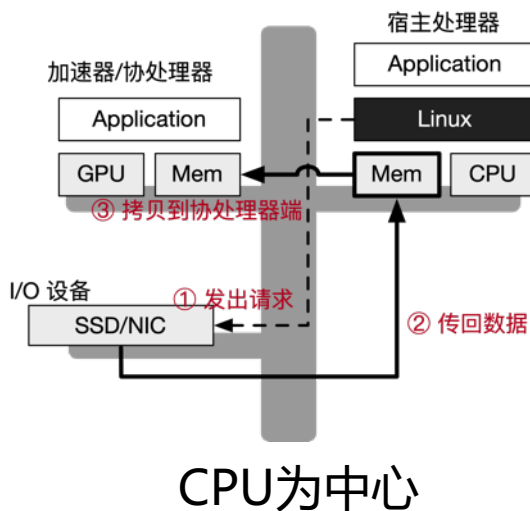 宿主处理器
Application
Linux
Mem
CPU
加速器/协处理器
Application
GPU
Mem
③ 拷贝到协处理器端
I/O 设备
① 发出请求
SSD/NIC
② 传回数据
CPU为中心